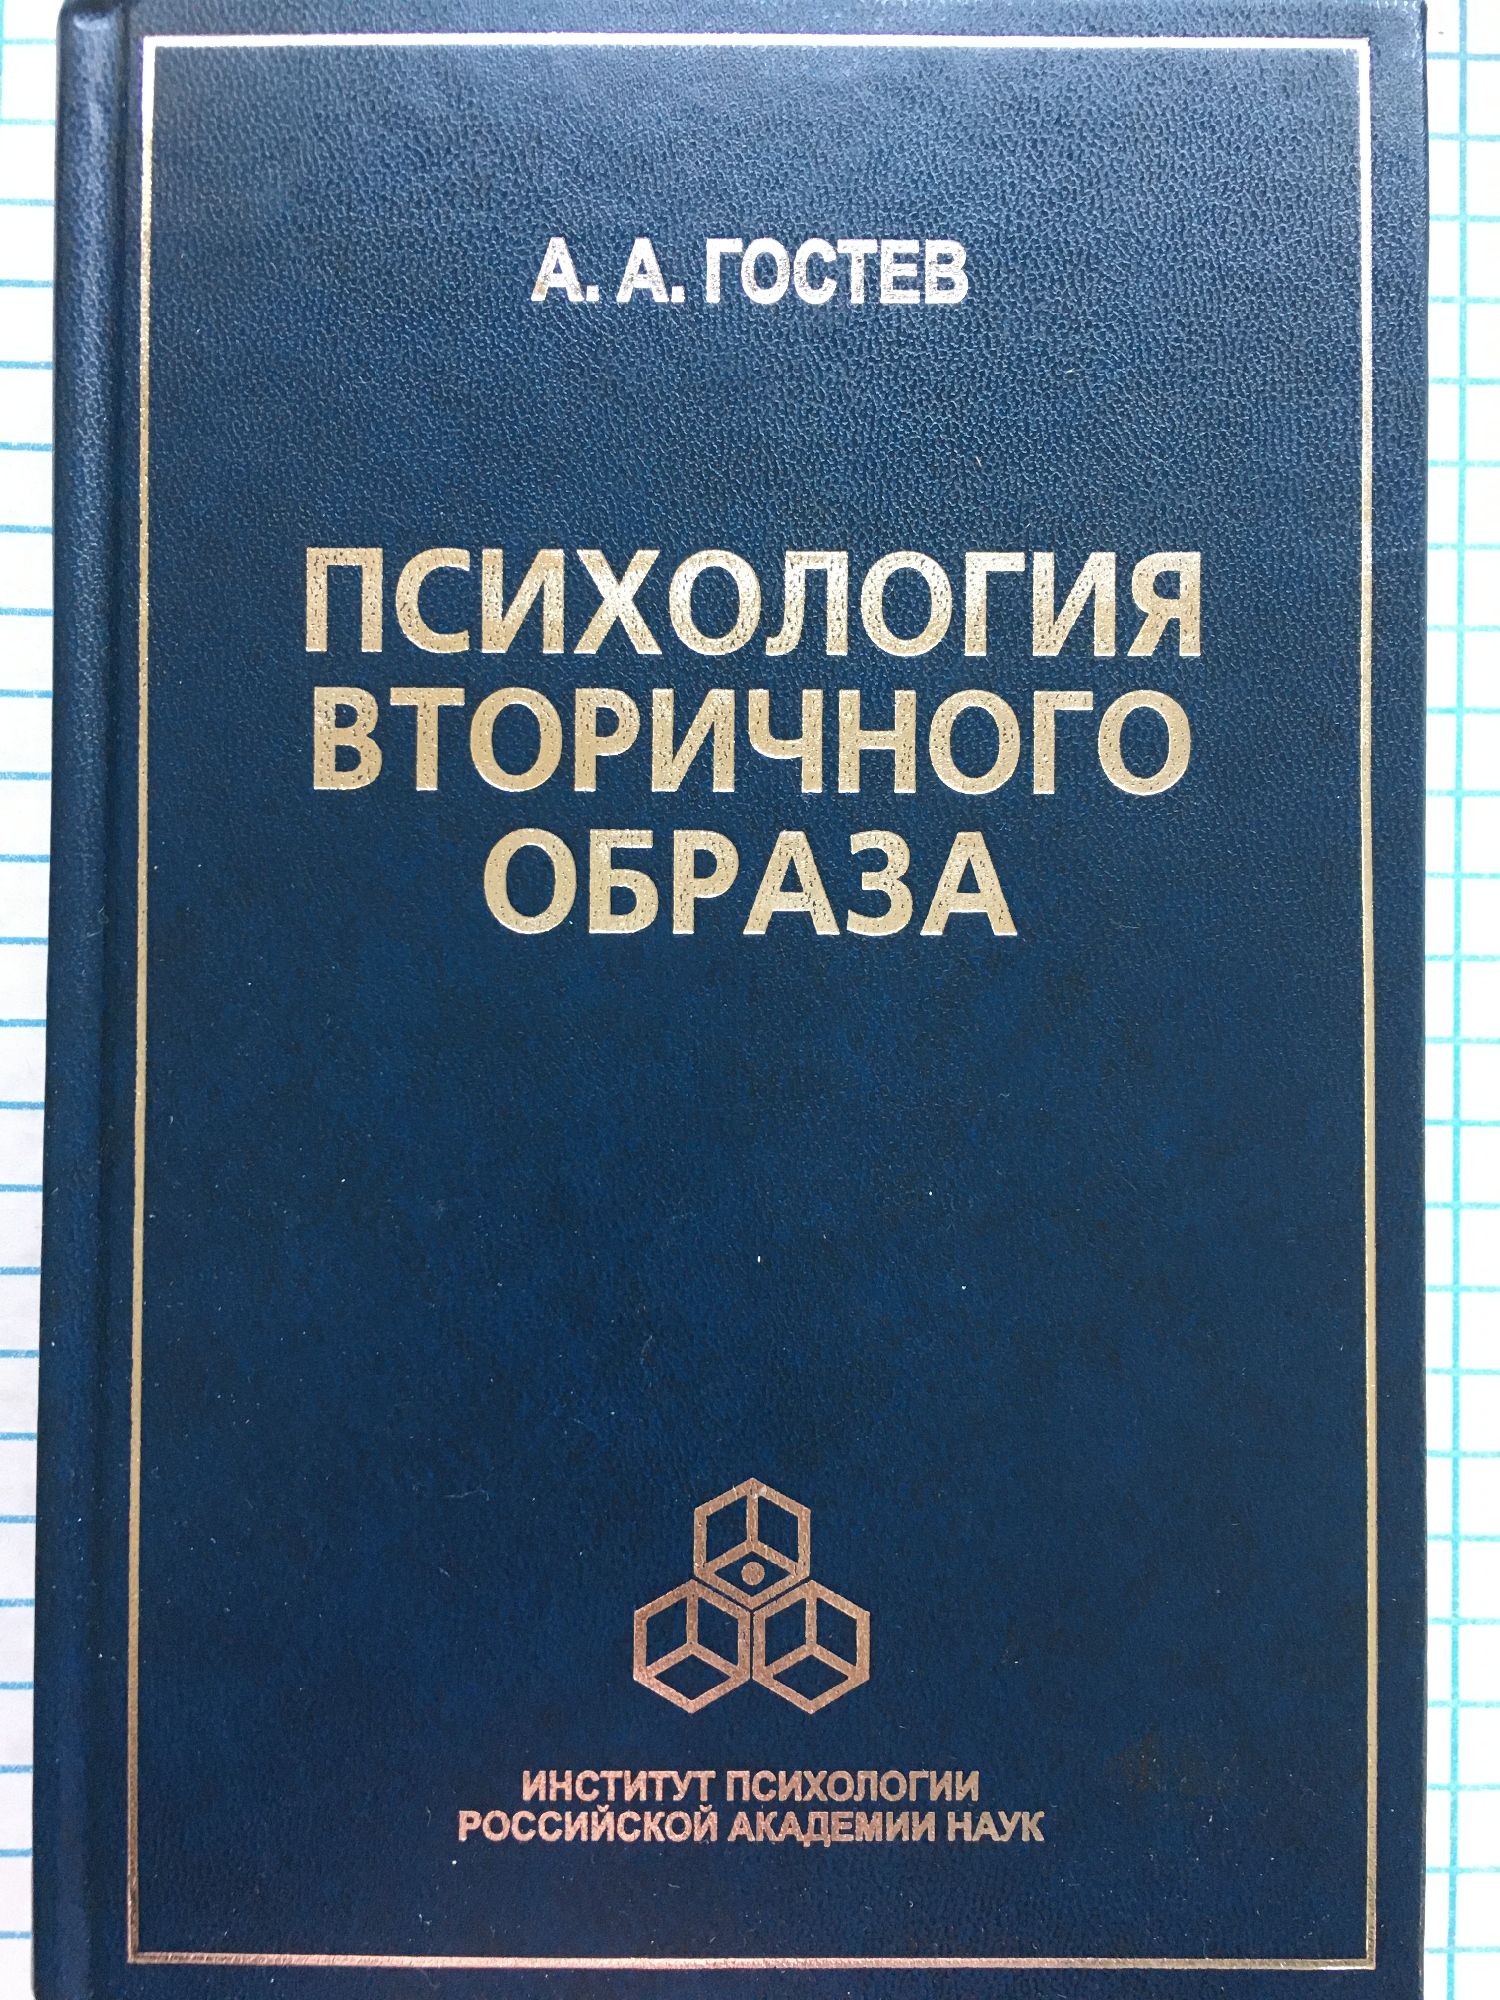 А. А. ГОСТЕВ
ПСИХОЛОГИЯ
ВТОРИЧНОГО
ОБРАЗА
ИНСТИТУТ ПСИХОЛОГИИ
РОССИЙСКОЙ АКАДЕМИИ НАУК